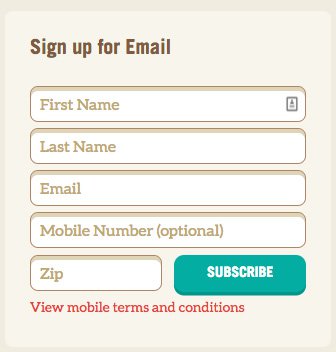 Sign up for Email
First Name
Last Name
Email
Mobile Number (optional)
Zip
SUBSCRIBE
View mobile terms and conditions